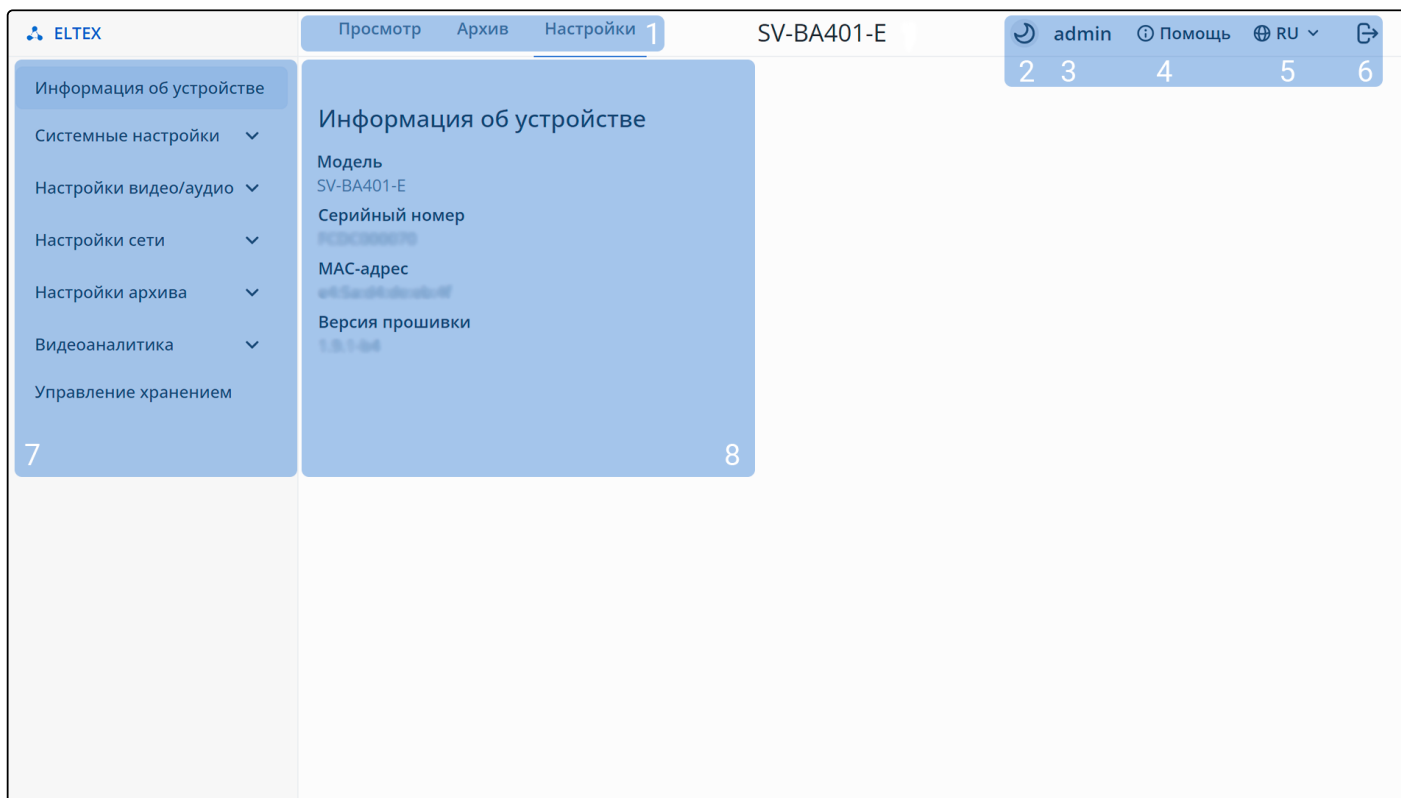 ELTEX
Просмотр Архив Настройки 1
SV-BA401-E
admin Помощь RU
2 3 4 5 6
Информация об устройстве
Системные настройки
Настройки видео/аудио
Настройки сети
Настройки архива
Видеоаналитика
Управление хранением
7
Информация об устройстве
Модель
SV-BA401-E
Серийный номер
MAC-адрес
Версия прошивки
8